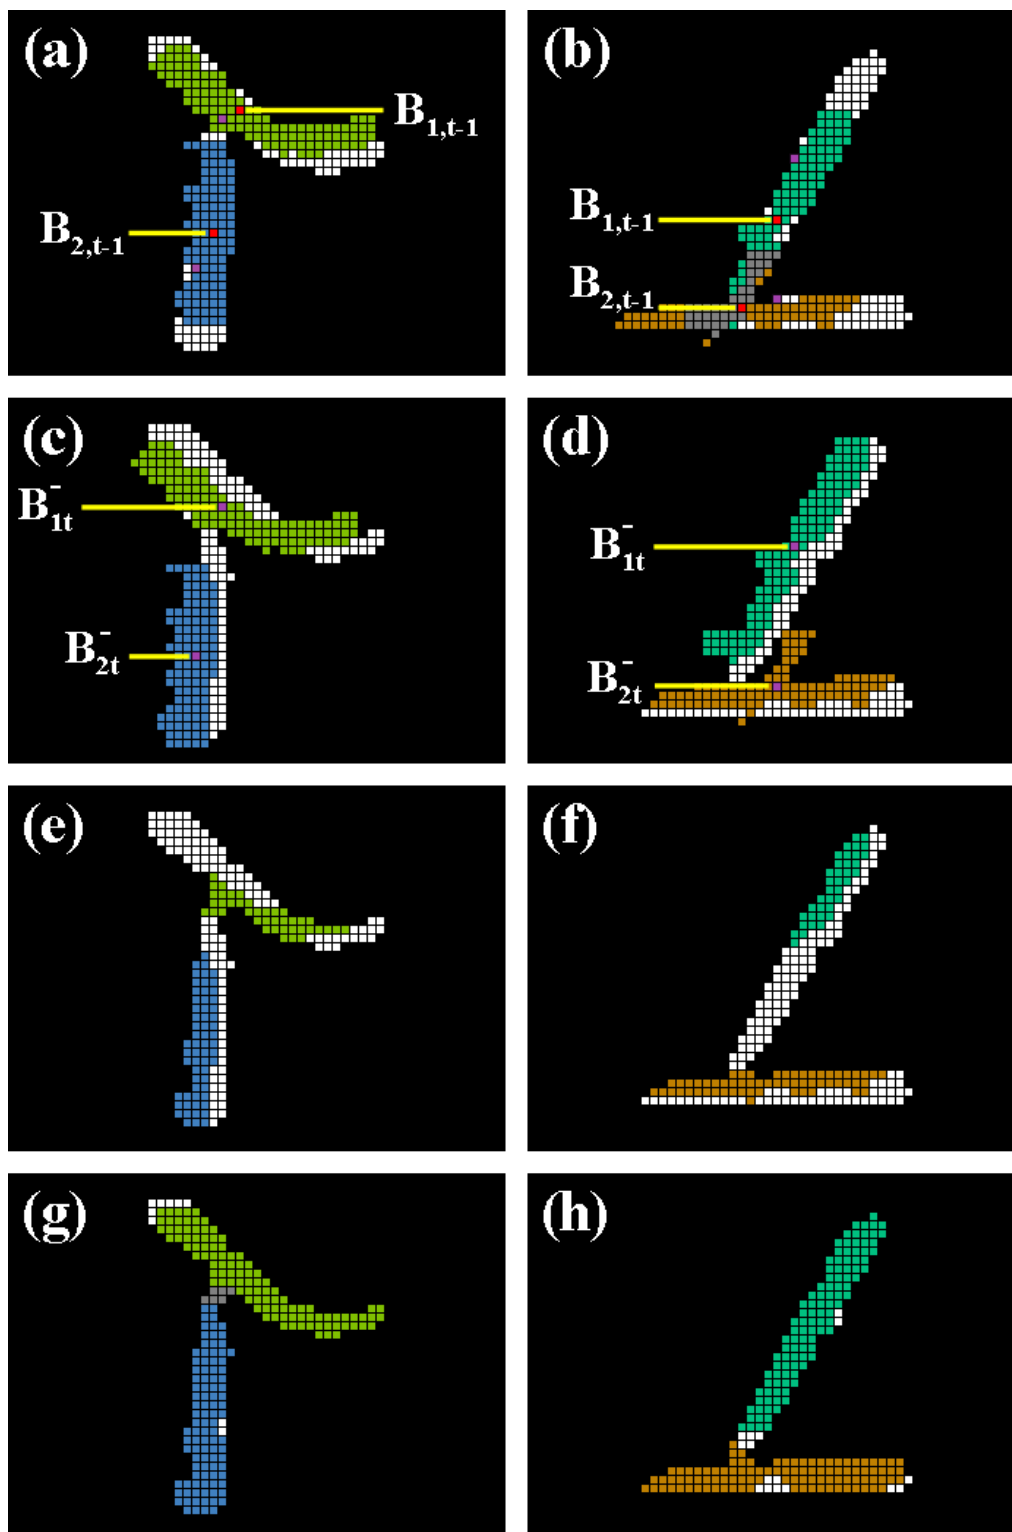 (a)
B1,t-1
B2,t-1
(b)
B1,t-1
B2,t-1
(c)
B⁻1t
B⁻2t
(d)
B⁻1t
B⁻2t
(e)
(f)
(g)
(h)